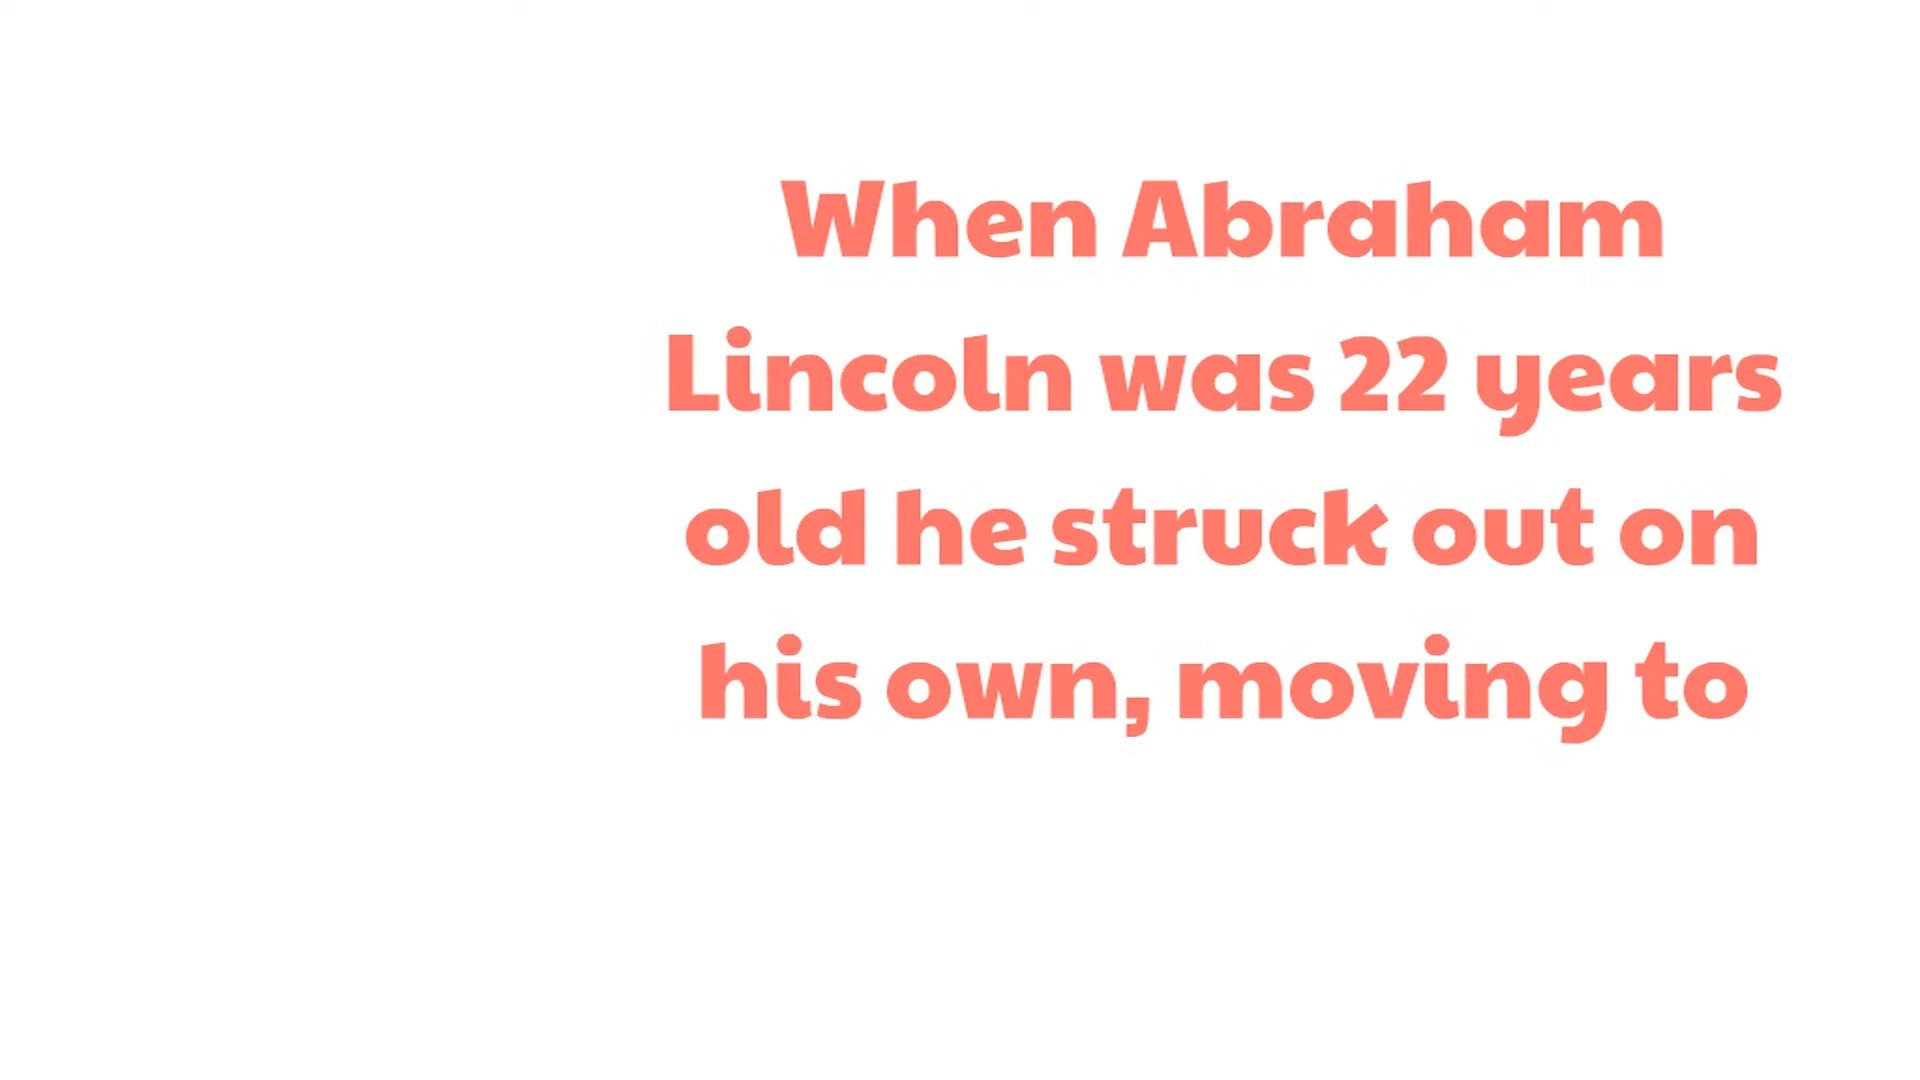 When Abraham
Lincoln was 22 years
old he struck out on
his own, moving to